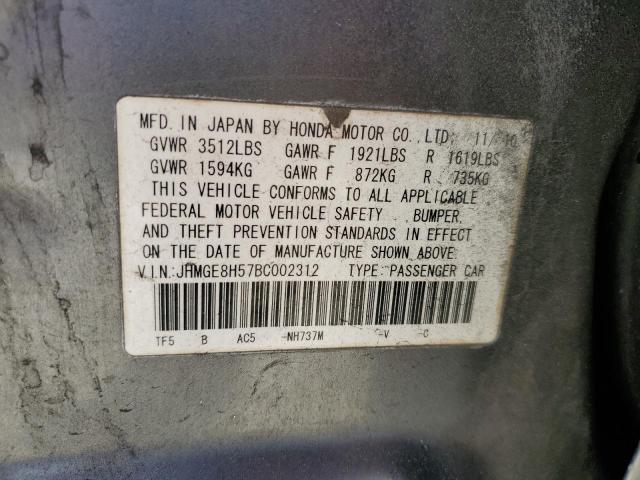 MFD. IN JAPAN BY HONDA MOTOR CO., LTD. 11/10
GVWR 3512LBS GAWR F 1921LBS R 1619LBS
GVWR 1594KG GAWR F 872KG R 735KG
THIS VEHICLE CONFORMS TO ALL APPLICABLE
FEDERAL MOTOR VEHICLE SAFETY , BUMPER,
AND THEFT PREVENTION STANDARDS IN EFFECT
ON THE DATE OF MANUFACTURE SHOWN ABOVE.
V.I.N.:JHMGE8H57BC002312 TYPE: PASSENGER CAR
TF5 B AC5 -NH737M -V -C